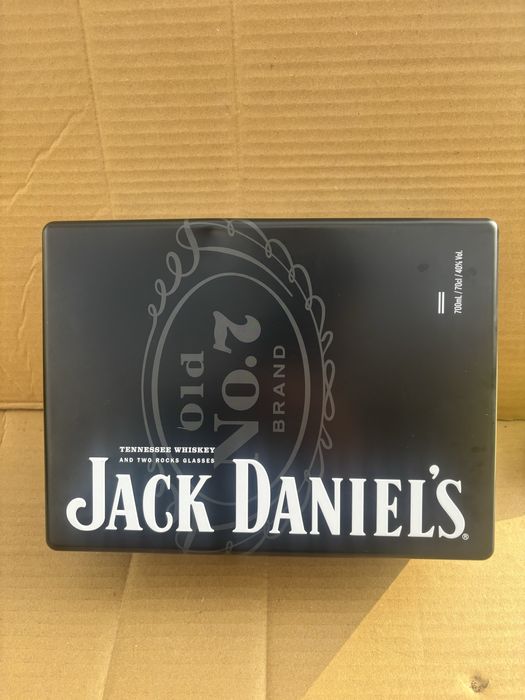 Old
No.7
BRAND
700mL / 70cl / 40% Vol.
TENNESSEE WHISKEY
AND TWO ROCKS GLASSES
JACK DANIEL'S®